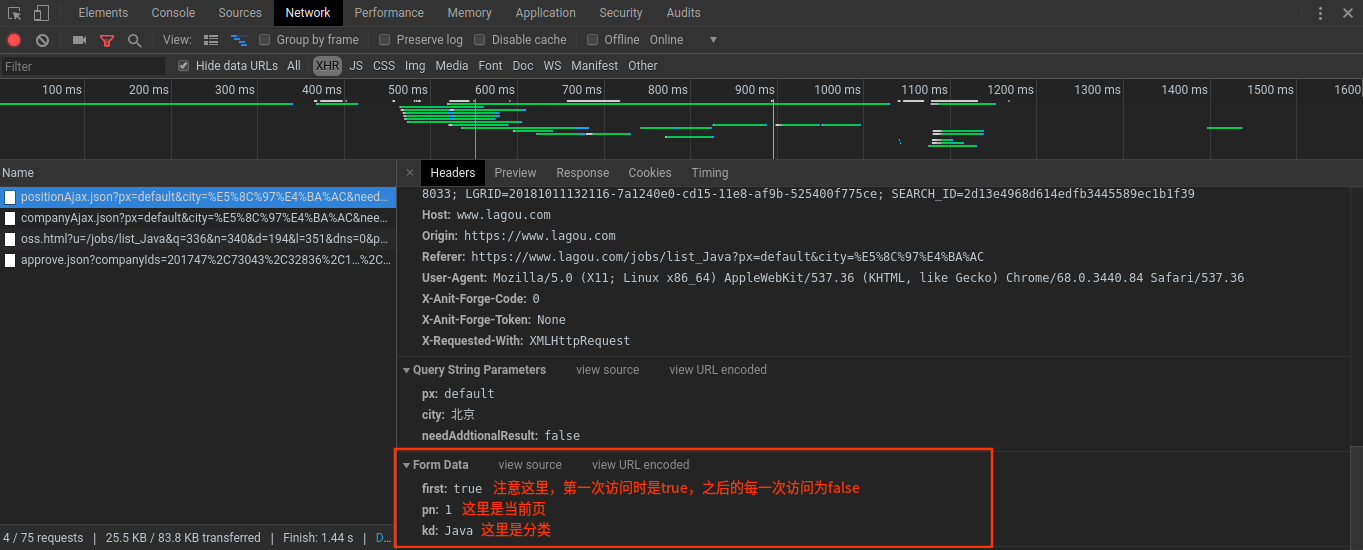 Elements Console Sources Network Performance Memory Application Security Audits
View: Group by frame Preserve log Disable cache Offline Online
Filter Hide data URLs All XHR JS CSS Img Media Font Doc WS Manifest Other
100 ms 200 ms 300 ms 400 ms 500 ms 600 ms 700 ms 800 ms 900 ms 1000 ms 1100 ms 1200 ms 1300 ms 1400 ms 1500 ms 1600
Name
positionAjax.json?px=default&city=%E5%8C%97%E4%BA%AC&need...
companyAjax.json?px=default&city=%E5%8C%97%E4%BA%AC&nee...
oss.html?u=/jobs/list_Java&q=336&n=340&d=194&l=351&dns=0&p...
approve.json?companyIds=201747%2C73043%2C32836%2C1...%2C...
4 / 75 requests | 25.5 KB / 83.8 KB transferred | Finish: 1.44 s | D...
× Headers Preview Response Cookies Timing
8033; LGRID=20181011132116-7a1240e0-cd15-11e8-af9b-525400f775ce; SEARCH_ID=2d13e4968d614edfb3445589ec1b1f39
Host: www.lagou.com
Origin: https://www.lagou.com
Referer: https://www.lagou.com/jobs/list_Java?px=default&city=%E5%8C%97%E4%BA%AC
User-Agent: Mozilla/5.0 (X11; Linux x86_64) AppleWebKit/537.36 (KHTML, like Gecko) Chrome/68.0.3440.84 Safari/537.36
X-Anit-Forge-Code: 0
X-Anit-Forge-Token: None
X-Requested-With: XMLHttpRequest
Query String Parameters view source view URL encoded
px: default
city: 北京
needAddtionalResult: false
Form Data view source view URL encoded
first: true 注意这里，第一次访问时是true，之后的每一次访问为false
pn: 1 这里是当前页
kd: Java 这里是分类